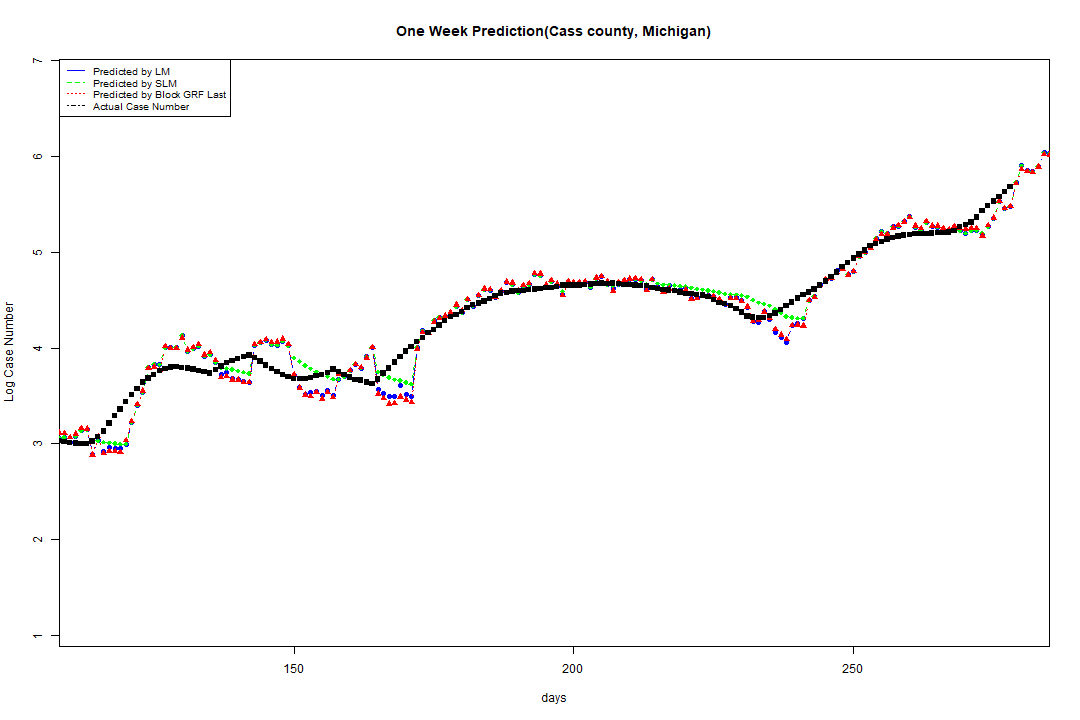 One Week Prediction(Cass county, Michigan)
Predicted by LM
Predicted by SLM
Predicted by Block GRF Last
Actual Case Number
Log Case Number
7
6
5
4
3
2
1
150
200
250
days